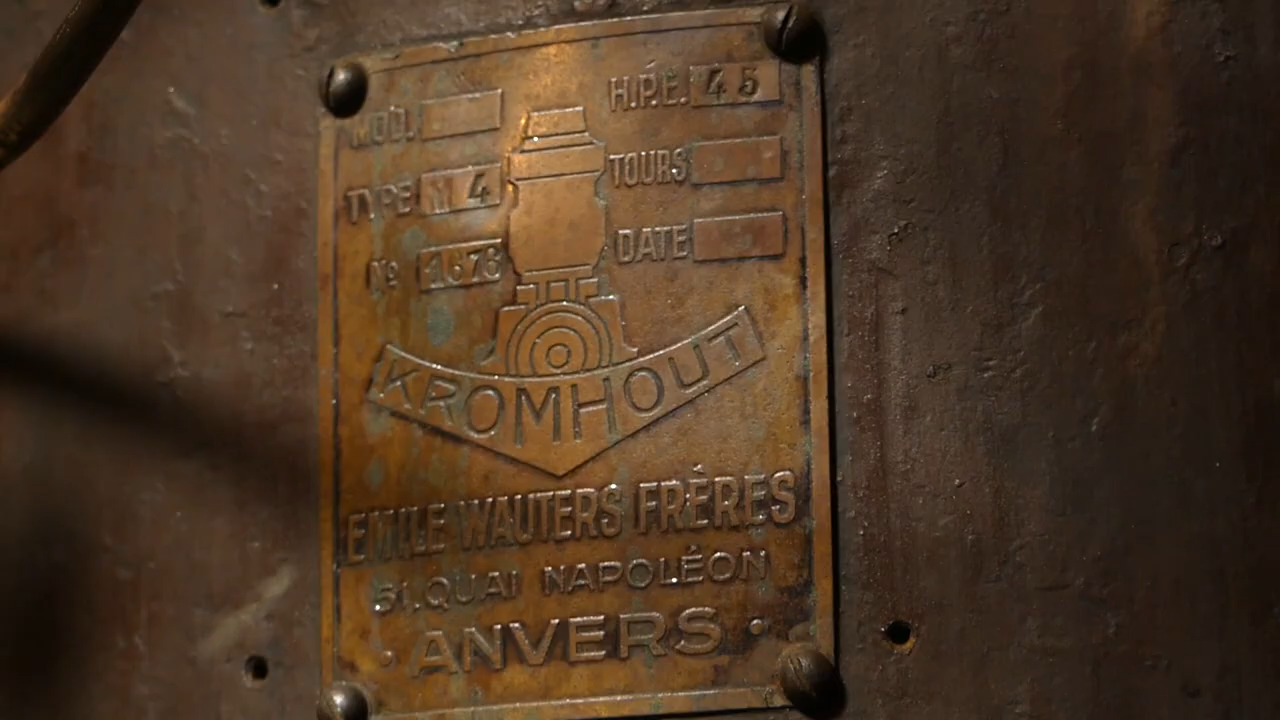 MOD.
H.P.E. 45
TYPE M 4
TOURS
Nº 1676
DATE
KROMHOUT
EMILE WAUTERS FRÈRES
51, QUAI NAPOLÉON
• ANVERS •